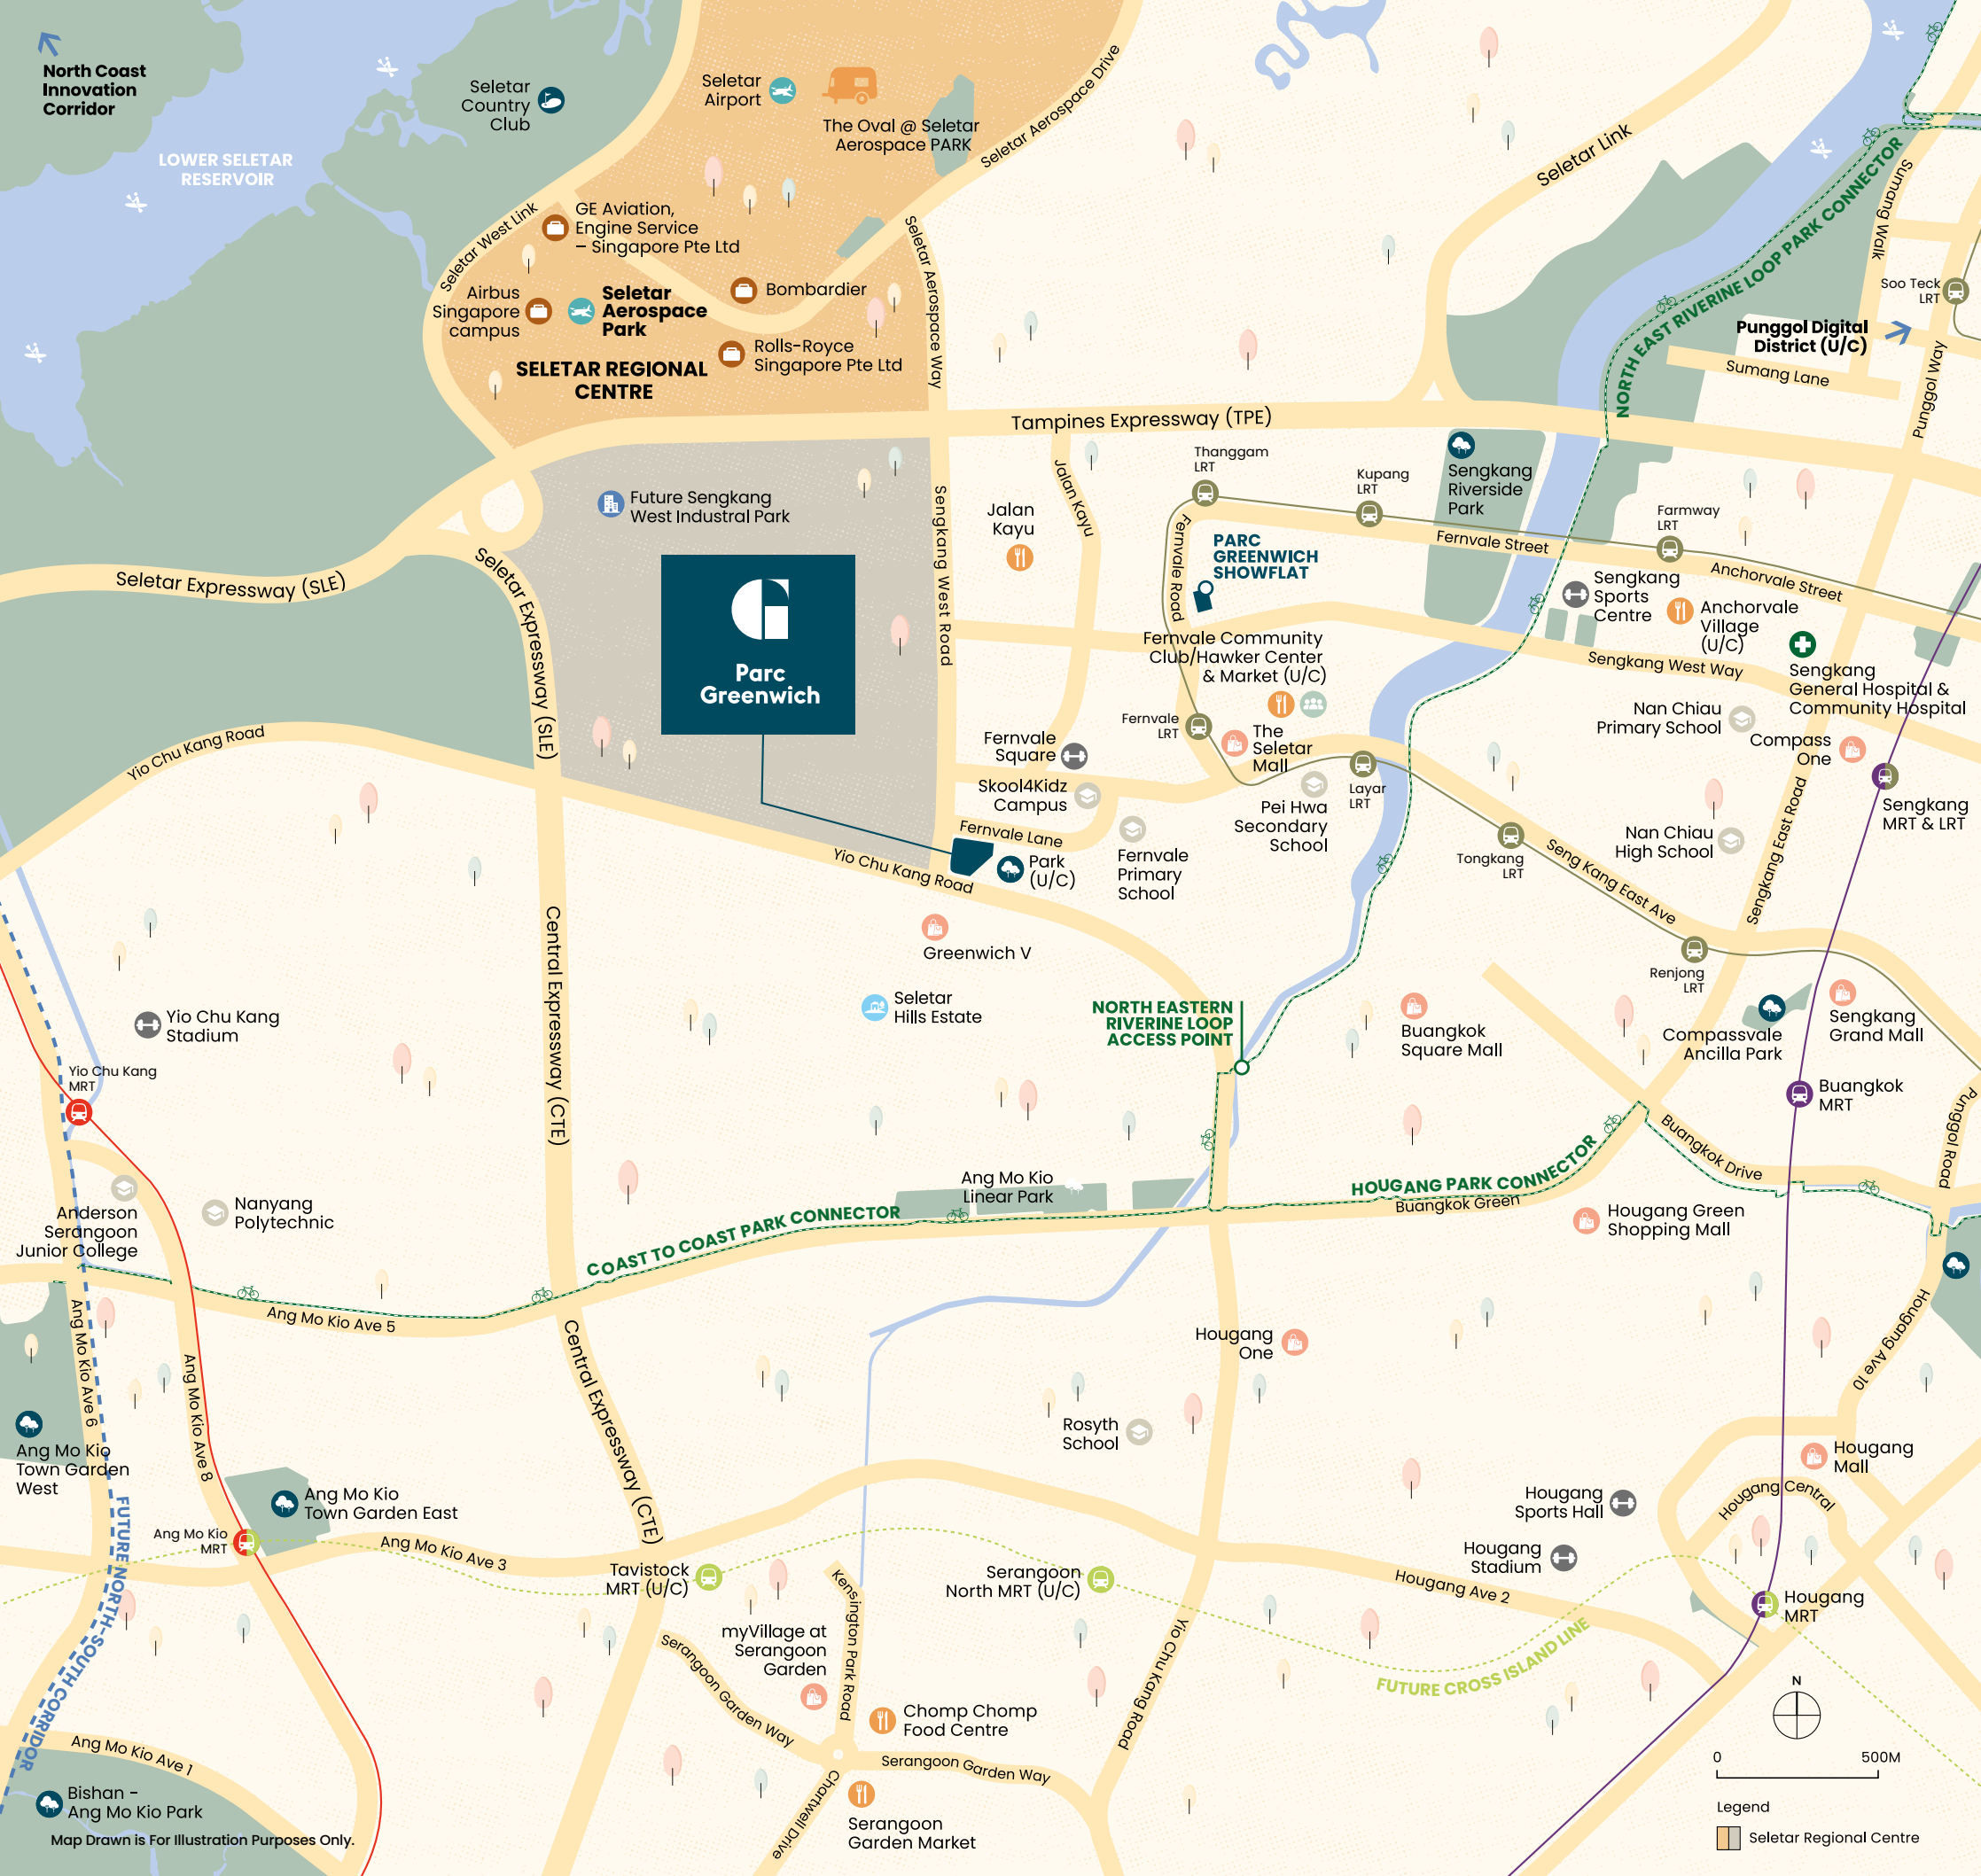 North Coast
Innovation
Corridor
LOWER SELETAR
RESERVOIR
Seletar
Country
Club
Seletar
Airport
The Oval @ Seletar
Aerospace PARK
Seletar Aerospace Drive
Seletar Link
NORTH EAST RIVERINE LOOP PARK CONNECTOR
Sumang Walk
Soo Teck
LRT
Punggol Digital
District (U/C)
Sumang Lane
Punggol Way
Seletar West Link
GE Aviation,
Engine Service
– Singapore Pte Ltd
Airbus
Singapore
campus
Seletar
Aerospace
Park
Bombardier
Rolls-Royce
Singapore Pte Ltd
SELETAR REGIONAL
CENTRE
Seletar Aerospace Way
Tampines Expressway (TPE)
Future Sengkang
West Industral Park
Sengkang West Road
Jalan Kayu
Jalan
Kayu
Thanggam
LRT
Kupang
LRT
Sengkang
Riverside
Park
Farmway
LRT
Fernvale Road
PARC
GREENWICH
SHOWFLAT
Fernvale Street
Anchorvale Street
Sengkang
Sports
Centre
Anchorvale
Village
(U/C)
Seletar Expressway (SLE)
Seletar Expressway (SLE)
Parc
Greenwich
Fernvale Community
Club/Hawker Center
& Market (U/C)
Sengkang West Way
Sengkang
General Hospital &
Community Hospital
Nan Chiau
Primary School
Compass
One
Yio Chu Kang Road
Fernvale
LRT
The
Seletar
Mall
Fernvale
Square
Skool4Kidz
Campus
Layar
LRT
Pei Hwa
Secondary
School
Sengkang
MRT & LRT
Sengkang East Road
Nan Chiau
High School
Tongkang
LRT
Seng Kang East Ave
Fernvale Lane
Park
(U/C)
Fernvale
Primary
School
Yio Chu Kang Road
Greenwich V
Renjong
LRT
Central Expressway (CTE)
Seletar
Hills Estate
NORTH EASTERN
RIVERINE LOOP
ACCESS POINT
Buangkok
Square Mall
Compassvale
Ancilla Park
Sengkang
Grand Mall
Yio Chu Kang
Stadium
Yio Chu Kang
MRT
Buangkok
MRT
Punggol Road
Buangkok Drive
Anderson
Serangoon
Junior College
Nanyang
Polytechnic
Ang Mo Kio
Linear Park
COAST TO COAST PARK CONNECTOR
HOUGANG PARK CONNECTOR
Buangkok Green
Hougang Green
Shopping Mall
Ang Mo Kio Ave 5
Ang Mo Kio Ave 6
Ang Mo Kio Ave 8
Central Expressway (CTE)
Hougang
One
Hougang Ave 10
Rosyth
School
Ang Mo Kio
Town Garden
West
Hougang
Mall
Hougang Central
Hougang
Sports Hall
Hougang
Stadium
Ang Mo Kio
Town Garden East
Ang Mo Kio
MRT
Ang Mo Kio Ave 3
FUTURE NORTH-SOUTH CORRIDOR
Tavistock
MRT (U/C)
Serangoon
North MRT (U/C)
Hougang Ave 2
Hougang
MRT
FUTURE CROSS ISLAND LINE
Kensington Park Road
myVillage at
Serangoon
Garden
Serangoon Garden Way
Yio Chu Kang Road
Chomp Chomp
Food Centre
Serangoon Garden Way
Chartwell Drive
Serangoon
Garden Market
Ang Mo Kio Ave 1
Bishan -
Ang Mo Kio Park
Map Drawn is For Illustration Purposes Only.
N
0 500M
Legend
Seletar Regional Centre